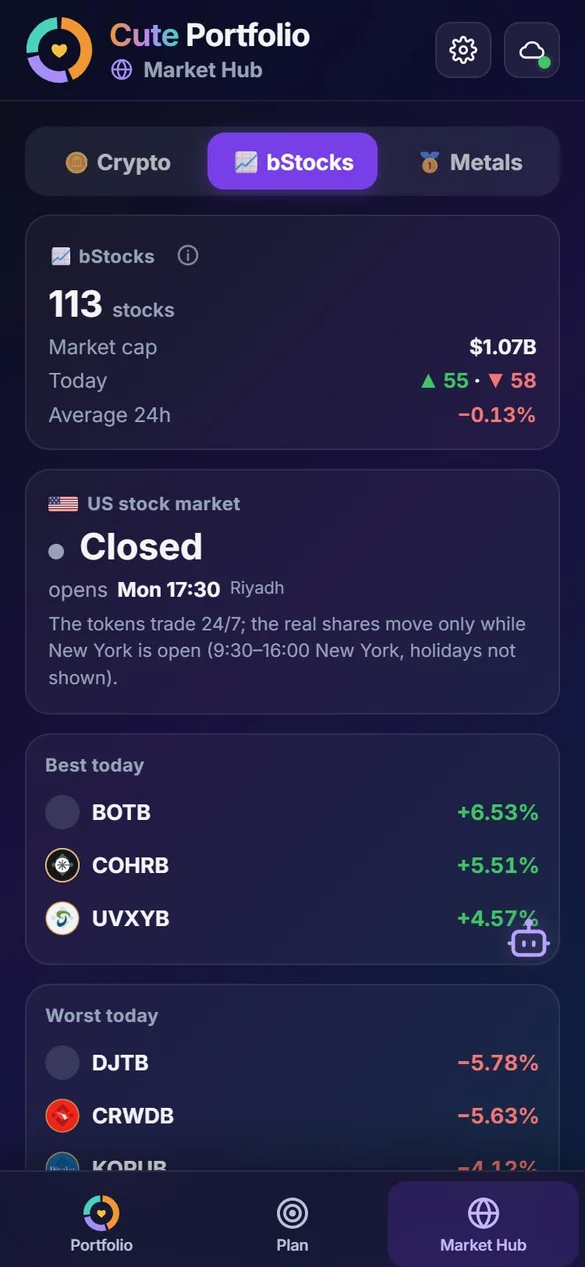 Cute Portfolio
Market Hub
Crypto
bStocks
Metals
bStocks
113 stocks
Market cap $1.07B
Today ▲ 55 · ▼ 58
Average 24h −0.13%
US stock market
Closed
opens Mon 17:30 Riyadh
The tokens trade 24/7; the real shares move only while
New York is open (9:30–16:00 New York, holidays not
shown).
Best today
BOTB +6.53%
COHRB +5.51%
UVXYB +4.57%
Worst today
DJTB −5.78%
CRWDB −5.63%
−4.12%
Portfolio
Plan
Market Hub